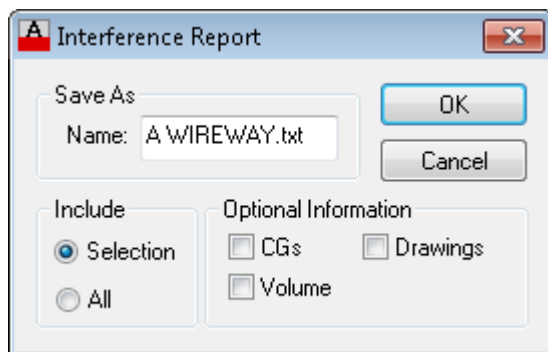 A Interference Report
Save As
Name: A WIREWAY.txt
OK
Cancel
Include
Selection
All
Optional Information
CGs Drawings
Volume